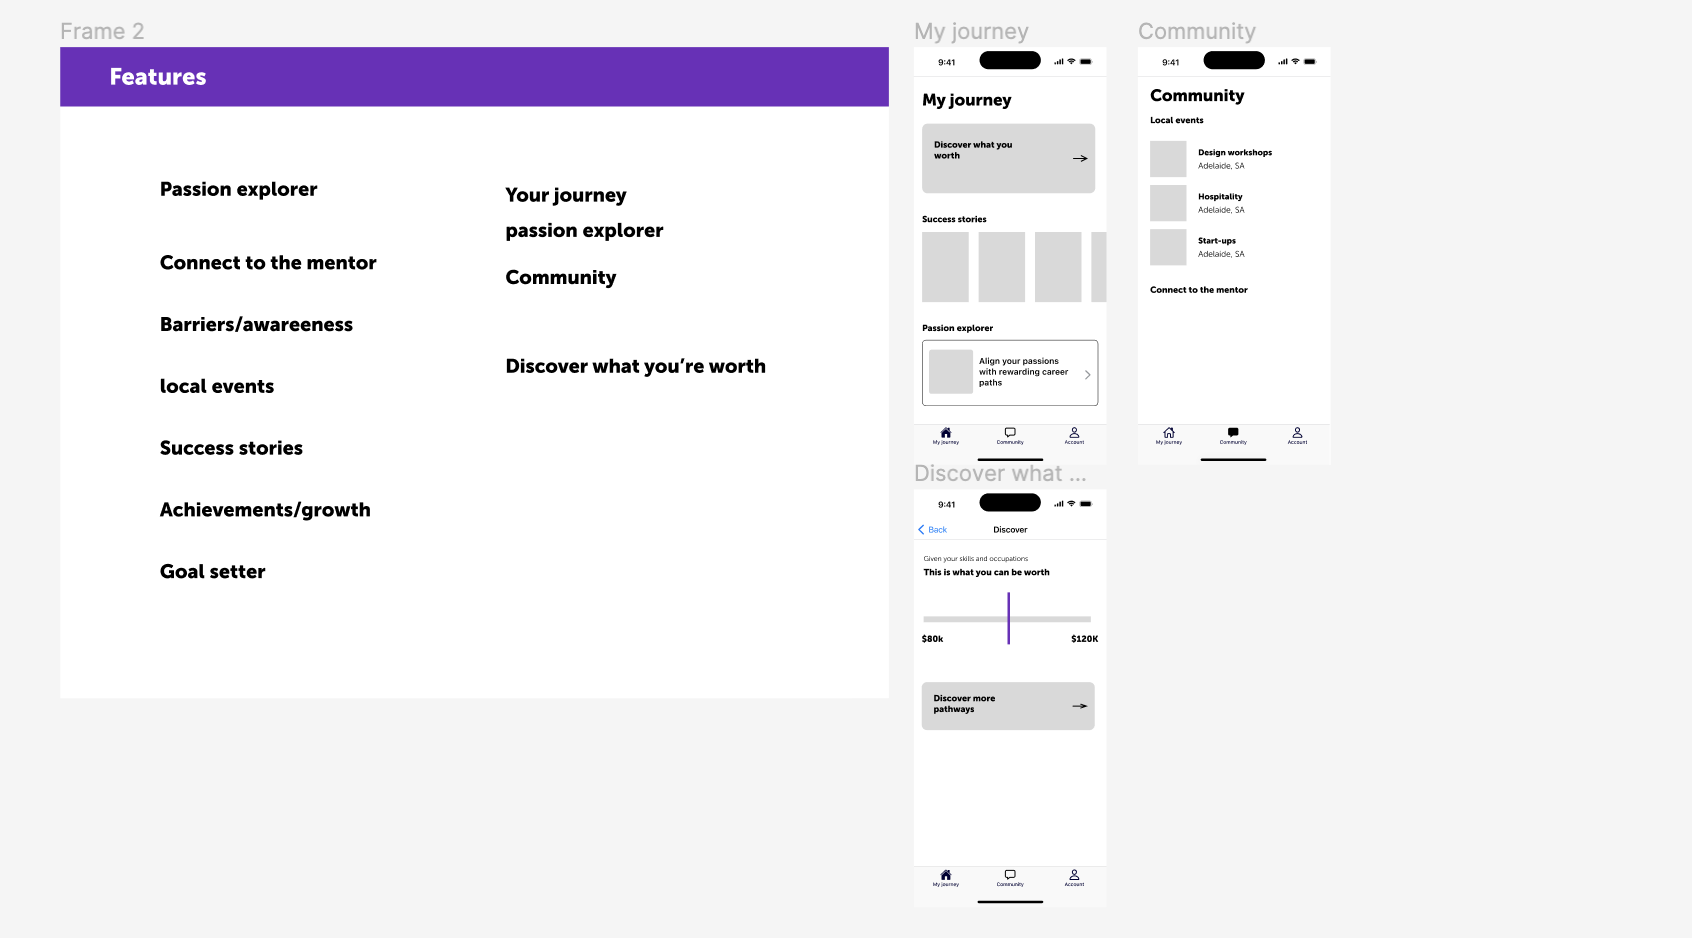 Frame 2
Features
Passion explorer
Connect to the mentor
Barriers/awareeness
local events
Success stories
Achievements/growth
Goal setter
Your journey
passion explorer
Community
Discover what you're worth
My journey
9:41
My journey
Discover what you
worth
Success stories
Passion explorer
Align your passions
with rewarding career
paths
My journey
Community
Account
Community
9:41
Community
Local events
Design workshops
Adelaide, SA
Hospitality
Adelaide, SA
Start-ups
Adelaide, SA
Connect to the mentor
My journey
Community
Account
Discover what ...
9:41
Back
Discover
Given your skills and occupations
This is what you can be worth
$80k
$120K
Discover more
pathways
My journey
Community
Account